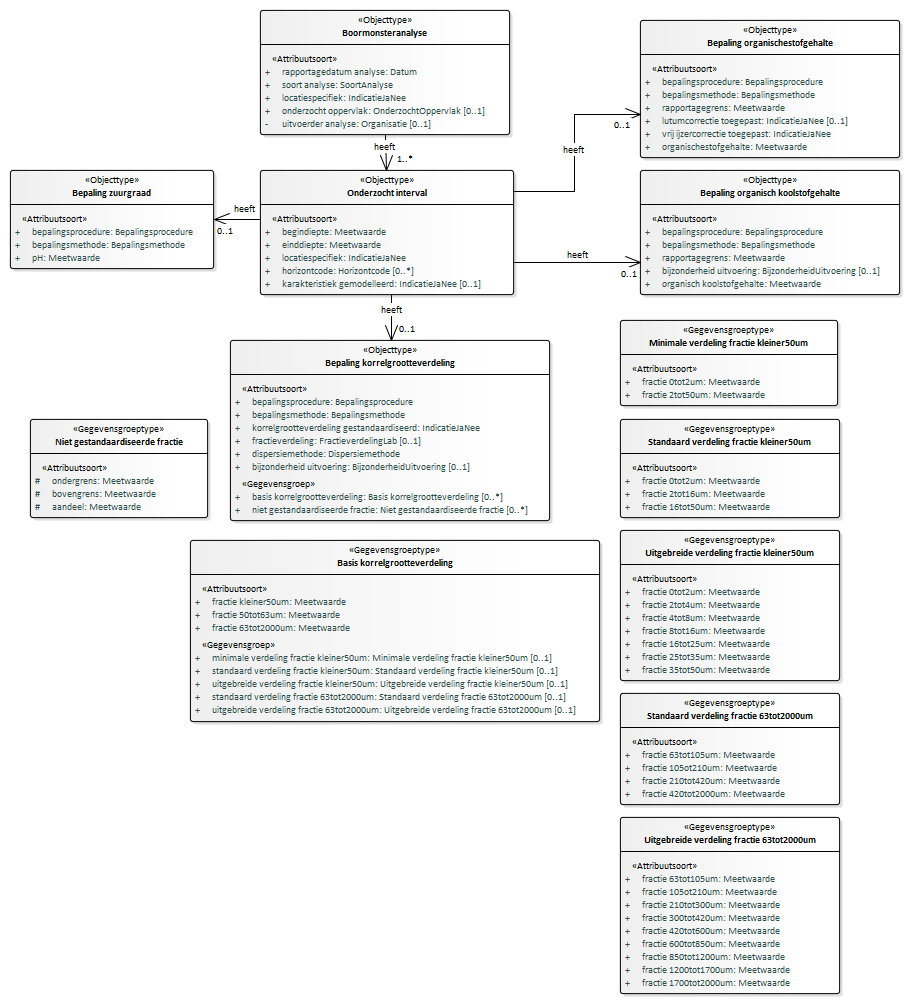 «Objecttype»
Boormonsteranalyse
«Attribuutsoort»
+ rapportagedatum analyse: Datum
+ soort analyse: SoortAnalyse
+ locatiespecifiek: IndicatieJaNee
+ onderzocht oppervlak: OnderzochtOppervlak [0..1]
- uitvoerder analyse: Organisatie [0..1]
heeft
1..*
«Objecttype»
Bepaling organischestofgehalte
«Attribuutsoort»
+ bepalingsprocedure: Bepalingsprocedure
+ bepalingsmethode: Bepalingsmethode
+ rapportagegrens: Meetwaarde
+ lutumcorrectie toegepast: IndicatieJaNee [0..1]
+ vrij ijzercorrectie toegepast: IndicatieJaNee
+ organischestofgehalte: Meetwaarde
0..1
heeft
«Objecttype»
Bepaling zuurgraad
«Attribuutsoort»
+ bepalingsprocedure: Bepalingsprocedure
+ bepalingsmethode: Bepalingsmethode
+ pH: Meetwaarde
heeft
0..1
«Objecttype»
Onderzocht interval
«Attribuutsoort»
+ begindiepte: Meetwaarde
+ einddiepte: Meetwaarde
+ locatiespecifiek: IndicatieJaNee
+ horizontcode: Horizontcode [0..*]
+ karakteristiek gemodelleerd: IndicatieJaNee [0..1]
heeft
0..1
«Objecttype»
Bepaling organisch koolstofgehalte
«Attribuutsoort»
+ bepalingsprocedure: Bepalingsprocedure
+ bepalingsmethode: Bepalingsmethode
+ rapportagegrens: Meetwaarde
+ bijzonderheid uitvoering: BijzonderheidUitvoering [0..1]
+ organisch koolstofgehalte: Meetwaarde
heeft
0..1
«Objecttype»
Bepaling korrelgrootteverdeling
«Attribuutsoort»
+ bepalingsprocedure: Bepalingsprocedure
+ bepalingsmethode: Bepalingsmethode
+ korrelgrootteverdeling gestandaardiseerd: IndicatieJaNee
+ fractieverdeling: FractieverdelingLab [0..1]
+ dispersiemethode: Dispersiemethode
+ bijzonderheid uitvoering: BijzonderheidUitvoering [0..1]
«Gegevensgroep»
+ basis korrelgrootteverdeling: Basis korrelgrootteverdeling [0..*]
+ niet gestandaardiseerde fractie: Niet gestandaardiseerde fractie [0..*]
«Gegevensgroeptype»
Niet gestandaardiseerde fractie
«Attribuutsoort»
# ondergrens: Meetwaarde
# bovengrens: Meetwaarde
# aandeel: Meetwaarde
«Gegevensgroeptype»
Basis korrelgrootteverdeling
«Attribuutsoort»
+ fractie kleiner50um: Meetwaarde
+ fractie 50tot63um: Meetwaarde
+ fractie 63tot2000um: Meetwaarde
«Gegevensgroep»
+ minimale verdeling fractie kleiner50um: Minimale verdeling fractie kleiner50um [0..1]
+ standaard verdeling fractie kleiner50um: Standaard verdeling fractie kleiner50um [0..1]
+ uitgebreide verdeling fractie kleiner50um: Uitgebreide verdeling fractie kleiner50um [0..1]
+ standaard verdeling fractie 63tot2000um: Standaard verdeling fractie 63tot2000um [0..1]
+ uitgebreide verdeling fractie 63tot2000um: Uitgebreide verdeling fractie 63tot2000um [0..1]
«Gegevensgroeptype»
Minimale verdeling fractie kleiner50um
«Attribuutsoort»
+ fractie 0tot2um: Meetwaarde
+ fractie 2tot50um: Meetwaarde
«Gegevensgroeptype»
Standaard verdeling fractie kleiner50um
«Attribuutsoort»
+ fractie 0tot2um: Meetwaarde
+ fractie 2tot16um: Meetwaarde
+ fractie 16tot50um: Meetwaarde
«Gegevensgroeptype»
Uitgebreide verdeling fractie kleiner50um
«Attribuutsoort»
+ fractie 0tot2um: Meetwaarde
+ fractie 2tot4um: Meetwaarde
+ fractie 4tot8um: Meetwaarde
+ fractie 8tot16um: Meetwaarde
+ fractie 16tot25um: Meetwaarde
+ fractie 25tot35um: Meetwaarde
+ fractie 35tot50um: Meetwaarde
«Gegevensgroeptype»
Standaard verdeling fractie 63tot2000um
«Attribuutsoort»
+ fractie 63tot105um: Meetwaarde
+ fractie 105ot210um: Meetwaarde
+ fractie 210tot420um: Meetwaarde
+ fractie 420tot2000um: Meetwaarde
«Gegevensgroeptype»
Uitgebreide verdeling fractie 63tot2000um
«Attribuutsoort»
+ fractie 63tot105um: Meetwaarde
+ fractie 105ot210um: Meetwaarde
+ fractie 210tot300um: Meetwaarde
+ fractie 300tot420um: Meetwaarde
+ fractie 420tot600um: Meetwaarde
+ fractie 600tot850um: Meetwaarde
+ fractie 850tot1200um: Meetwaarde
+ fractie 1200tot1700um: Meetwaarde
+ fractie 1700tot2000um: Meetwaarde